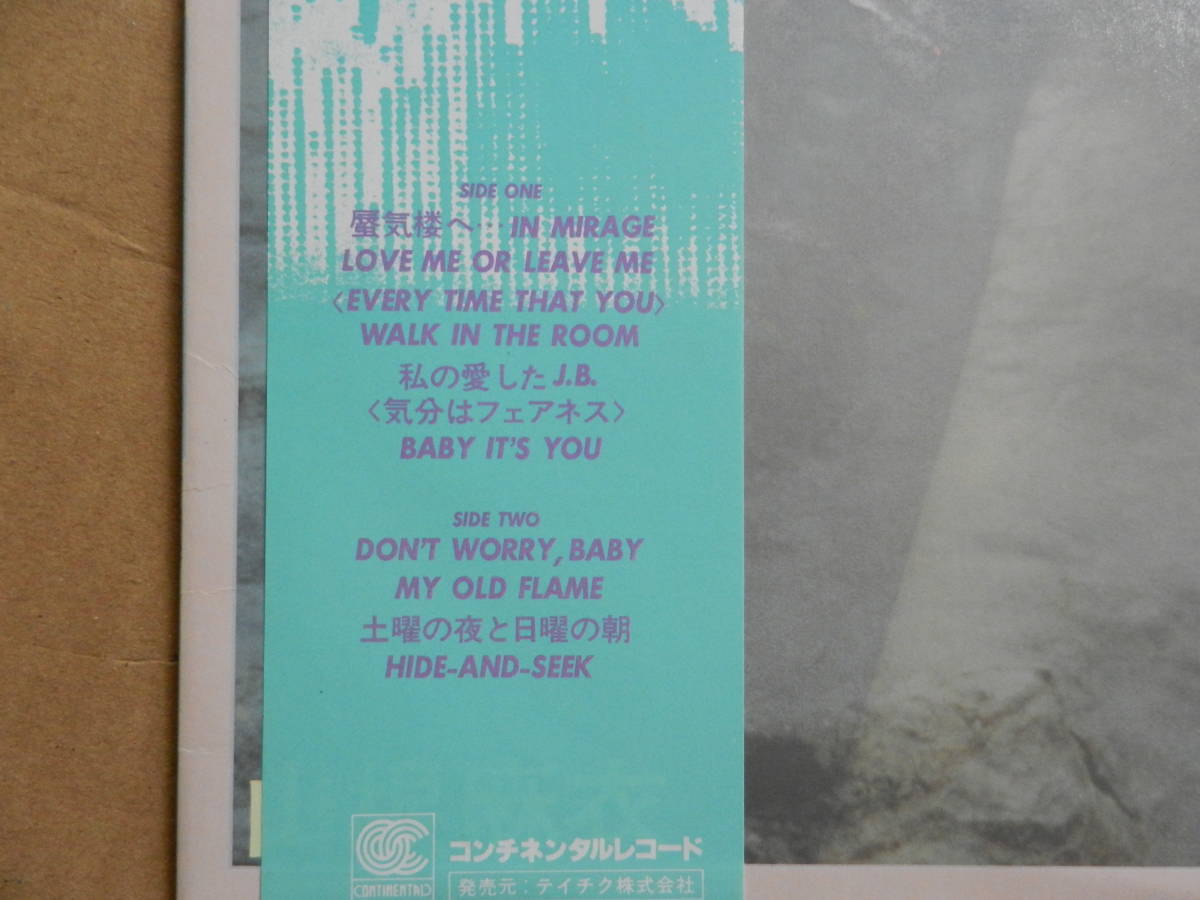 SIDE ONE
蜃気楼へ… IN MIRAGE
LOVE ME OR LEAVE ME
〈EVERY TIME THAT YOU〉
WALK IN THE ROOM
私の愛した J.B.
〈気分はフェアネス〉
BABY IT'S YOU
SIDE TWO
DON'T WORRY, BABY
MY OLD FLAME
土曜の夜と日曜の朝
HIDE-AND-SEEK
CONTINENTAL
コンチネンタルレコード
発売元：テイチク株式会社